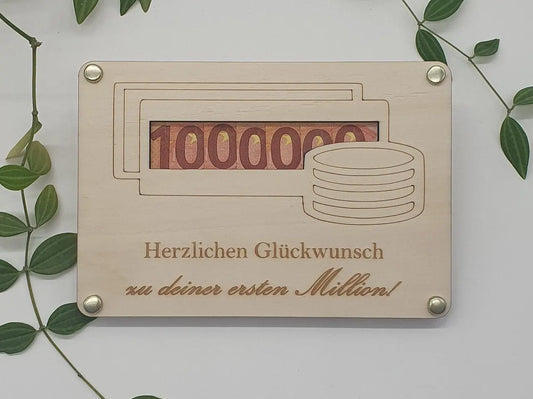 1000000
Herzlichen Glückwunsch
zu deiner ersten Million!